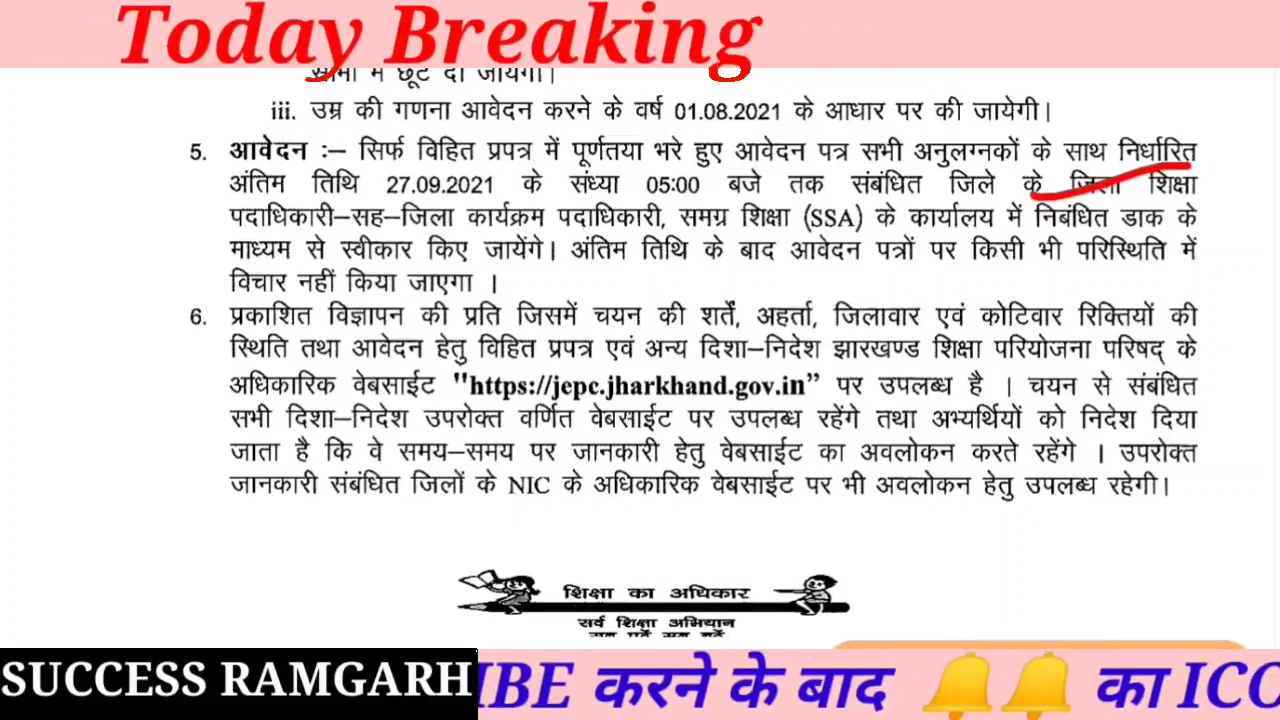 Today Breaking
सीमा में छूट दी जायेगी।
iii. उम्र की गणना आवेदन करने के वर्ष 01.08.2021 के आधार पर की जायेगी।
5. आवेदन :– सिर्फ विहित प्रपत्र में पूर्णतया भरे हुए आवेदन पत्र सभी अनुलग्नकों के साथ निर्धारित
अंतिम तिथि 27.09.2021 के संध्या 05:00 बजे तक संबंधित जिले के जिला शिक्षा
पदाधिकारी–सह–जिला कार्यक्रम पदाधिकारी, समग्र शिक्षा (SSA) के कार्यालय में निबंधित डाक के
माध्यम से स्वीकार किए जायेंगे। अंतिम तिथि के बाद आवेदन पत्रों पर किसी भी परिस्थिति में
विचार नहीं किया जाएगा ।
6. प्रकाशित विज्ञापन की प्रति जिसमें चयन की शर्तें, अहर्ता, जिलावार एवं कोटिवार रिक्तियों की
स्थिति तथा आवेदन हेतु विहित प्रपत्र एवं अन्य दिशा–निदेश झारखण्ड शिक्षा परियोजना परिषद् के
अधिकारिक वेबसाईट "https://jepc.jharkhand.gov.in” पर उपलब्ध है । चयन से संबंधित
सभी दिशा–निदेश उपरोक्त वर्णित वेबसाईट पर उपलब्ध रहेंगे तथा अभ्यर्थियों को निदेश दिया
जाता है कि वे समय–समय पर जानकारी हेतु वेबसाईट का अवलोकन करते रहेंगे । उपरोक्त
जानकारी संबंधित जिलों के NIC के अधिकारिक वेबसाईट पर भी अवलोकन हेतु उपलब्ध रहेगी।
शिक्षा का अधिकार
सर्व शिक्षा अभियान
SUCCESS RAMGARH IBE करने के बाद 🔔🔔 का ICO